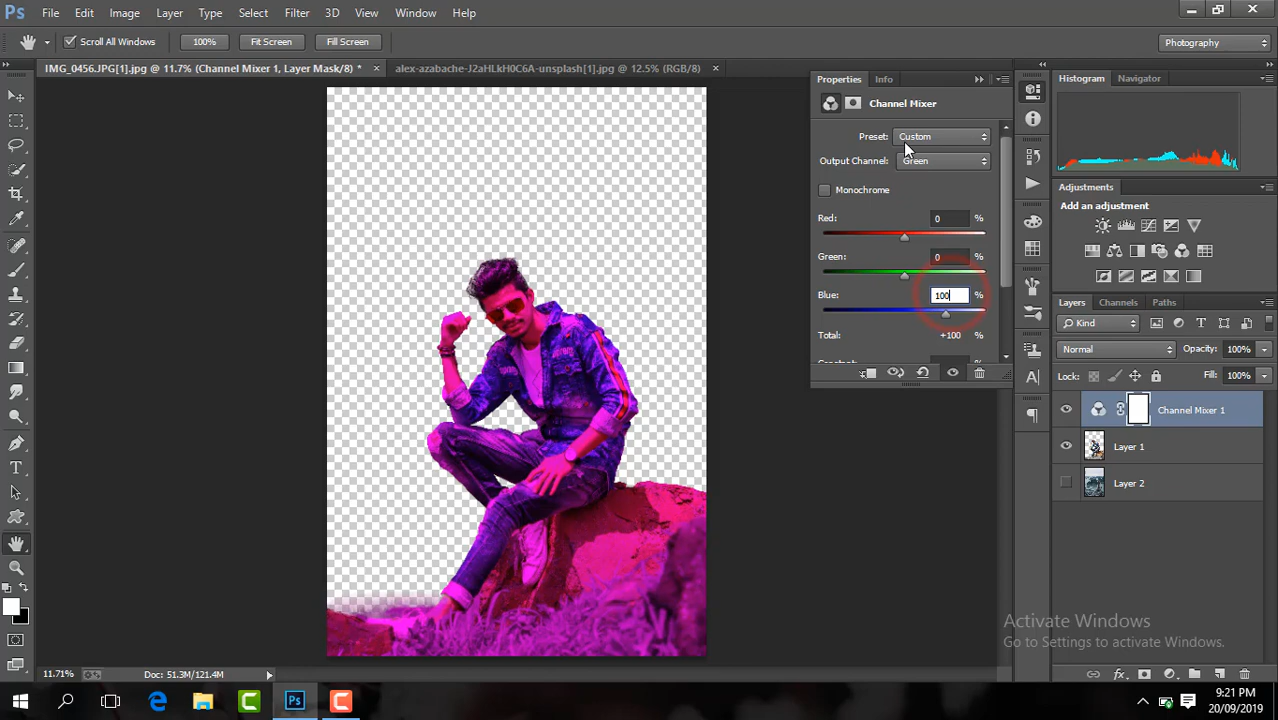 Ps File Edit Image Layer Type Select Filter 3D View Window Help
Scroll All Windows 100% Fit Screen Fill Screen Photography
IMG_0456.JPG[1].jpg @ 11.7% (Channel Mixer 1, Layer Mask/8) * × alex-azabache-J2aHLkH0C6A-unsplash[1].jpg @ 12.5% (RGB/8) ×
Properties Info
Channel Mixer
Preset: Custom
Output Channel: Green
Monochrome
Red: 0 %
Green: 0
Blue: 100 %
Total: +100 %
Histogram Navigator
Adjustments
Add an adjustment
Layers Channels Paths
Kind
Normal Opacity: 100%
Lock: Fill: 100%
Channel Mixer 1
Layer 1
Layer 2
Activate Windows
Go to Settings to activate Windows.
11.71% Doc: 51.3M/121.4M
9:21 PM
20/09/2019